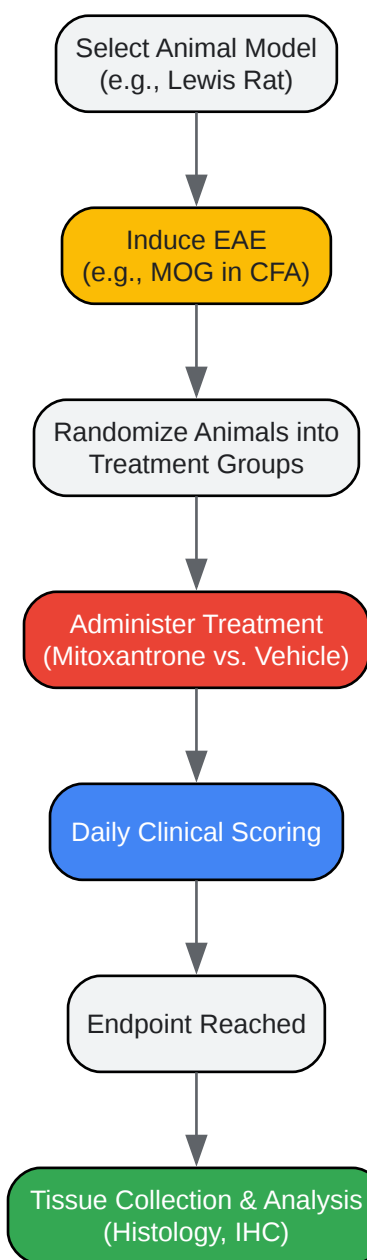 Select Animal Model
(e.g., Lewis Rat)
Induce EAE
(e.g., MOG in CFA)
Randomize Animals into
Treatment Groups
Administer Treatment
(Mitoxantrone vs. Vehicle)
Daily Clinical Scoring
Endpoint Reached
Tissue Collection & Analysis
(Histology, IHC)